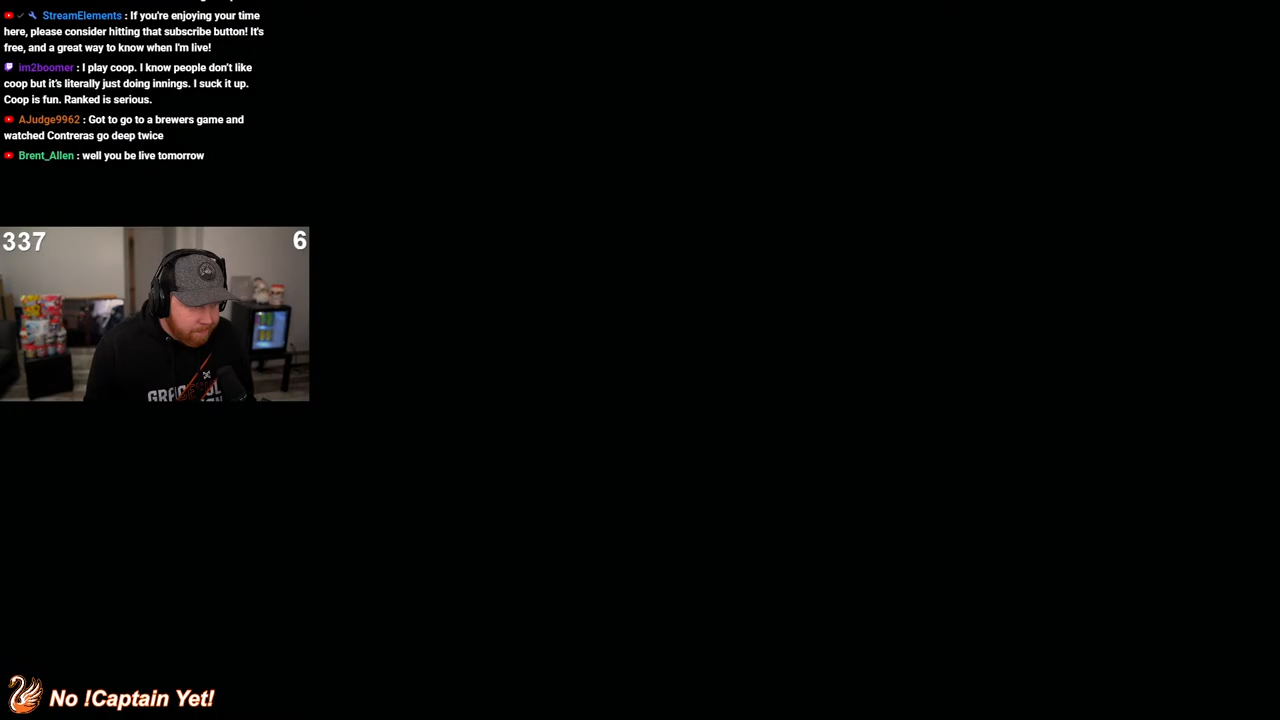 StreamElements : If you're enjoying your time
here, please consider hitting that subscribe button! It's
free, and a great way to know when I'm live!
im2boomer : I play coop. I know people don't like
coop but it's literally just doing innings. I suck it up.
Coop is fun. Ranked is serious.
AJudge9962 : Got to go to a brewers game and
watched Contreras go deep twice
Brent_Allen : well you be live tomorrow
337
6
No !Captain Yet!